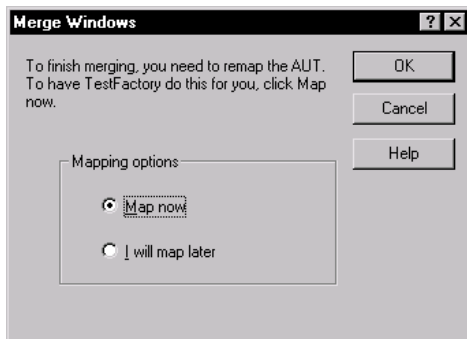 Merge Windows
To finish merging, you need to remap the AUT.
To have TestFactory do this for you, click Map
now.
OK
Cancel
Help
Mapping options
Map now
I will map later